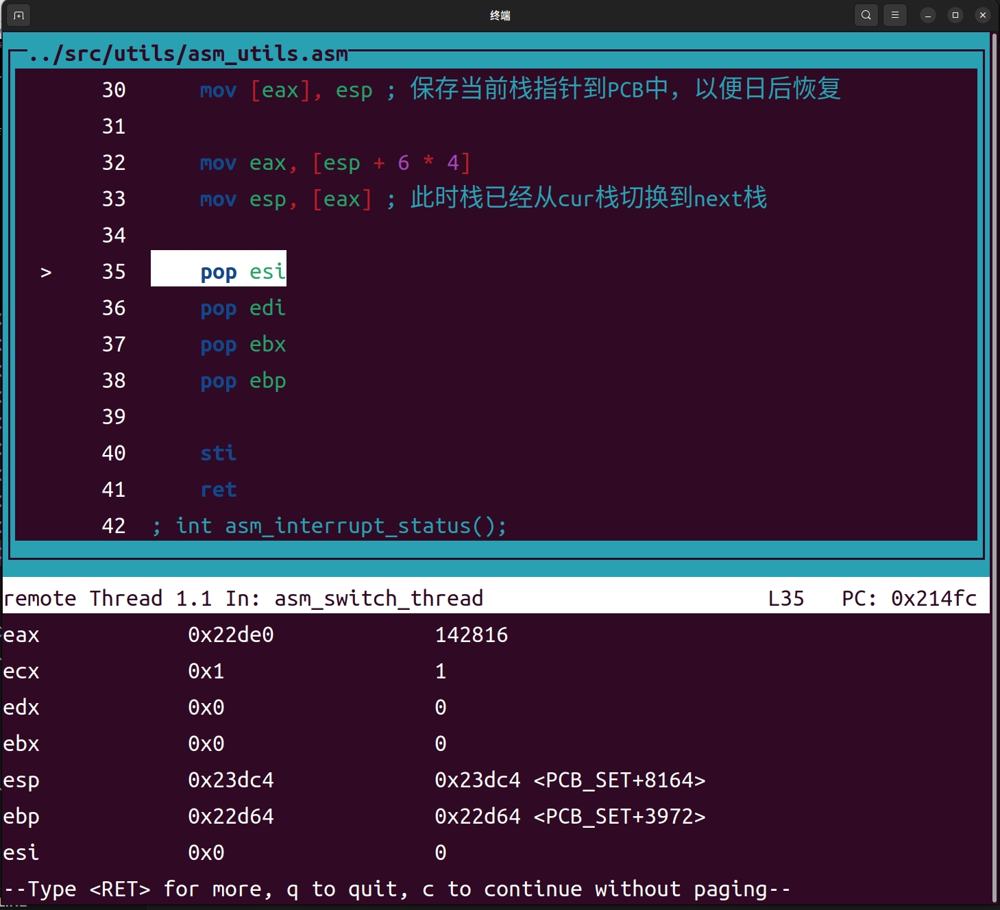 终端
../src/utils/asm_utils.asm
30 mov [eax], esp ; 保存当前栈指针到PCB中，以便日后恢复
31
32 mov eax, [esp + 6 * 4]
33 mov esp, [eax] ; 此时栈已经从cur栈切换到next栈
34
> 35 pop esi
36 pop edi
37 pop ebx
38 pop ebp
39
40 sti
41 ret
42 ; int asm_interrupt_status();
remote Thread 1.1 In: asm_switch_thread L35 PC: 0x214fc
eax 0x22de0 142816
ecx 0x1 1
edx 0x0 0
ebx 0x0 0
esp 0x23dc4 0x23dc4 <PCB_SET+8164>
ebp 0x22d64 0x22d64 <PCB_SET+3972>
esi 0x0 0
--Type <RET> for more, q to quit, c to continue without paging--